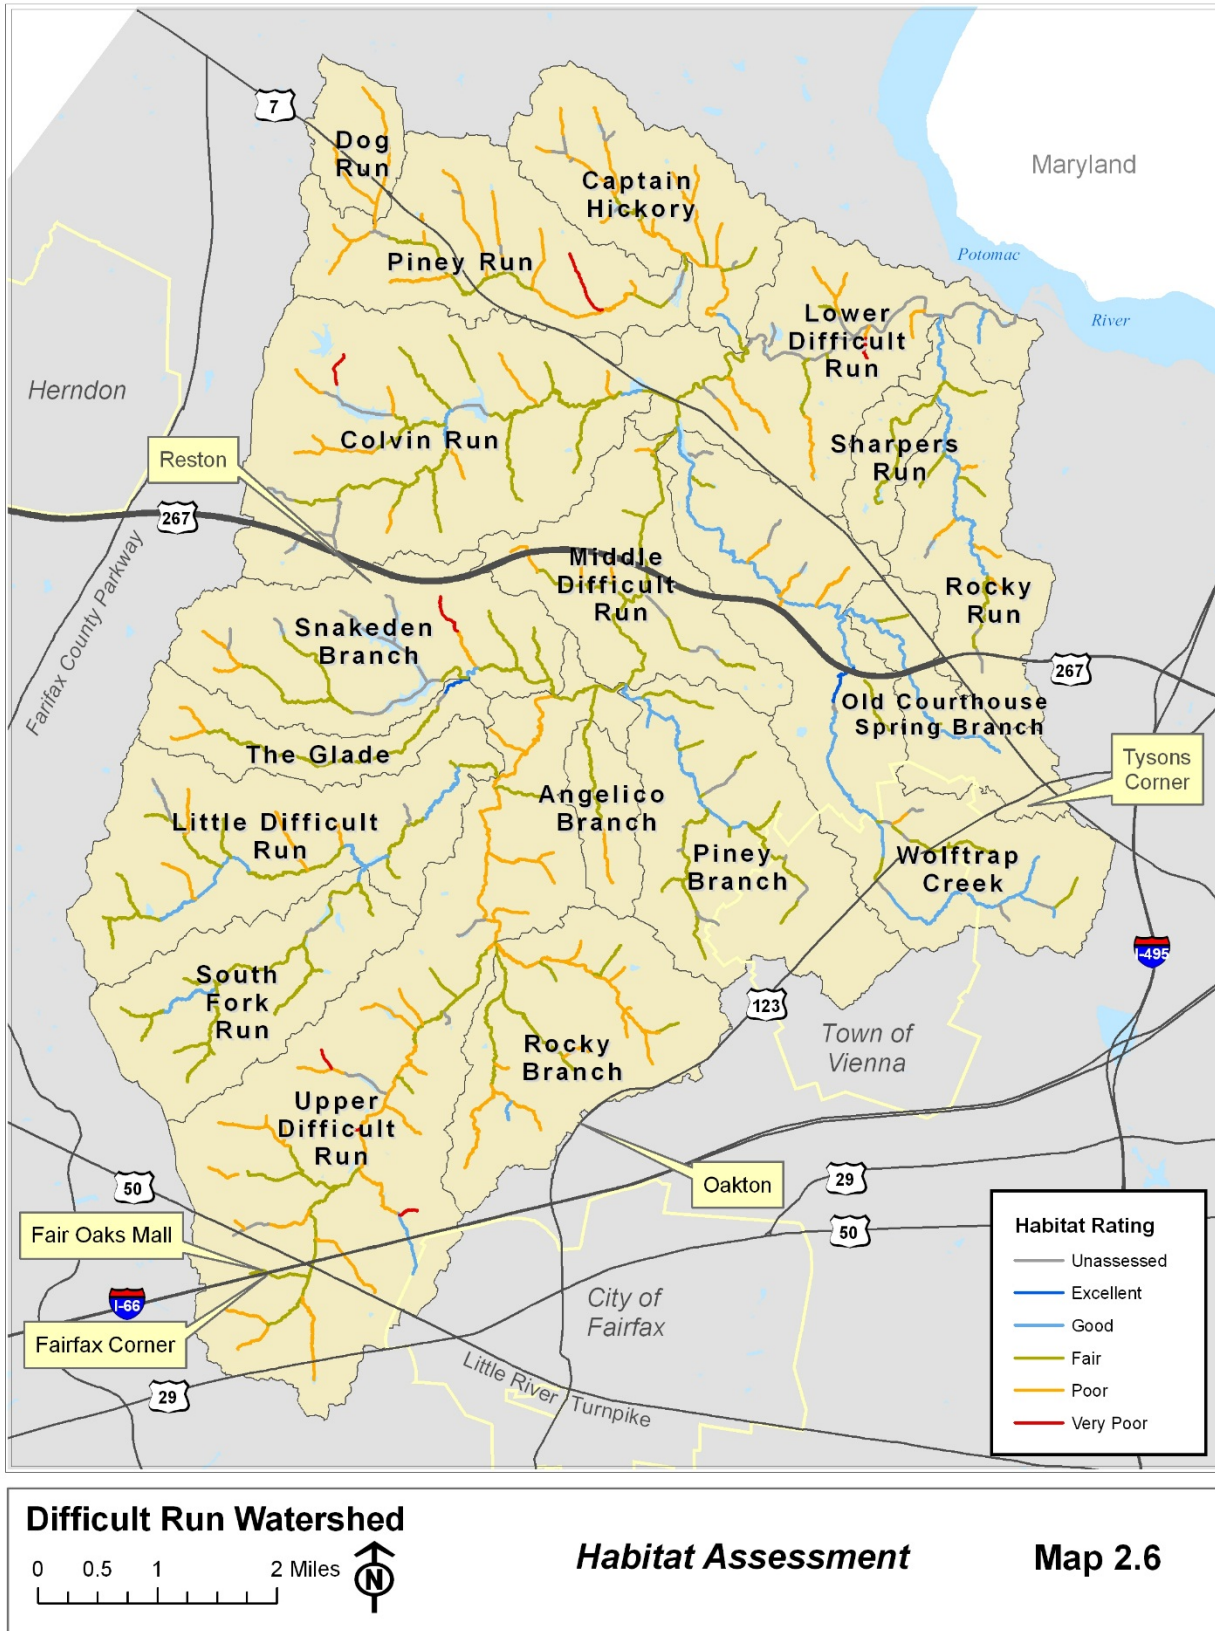 7
Dog
Run
Captain
Hickory
Maryland
Piney Run
Potomac
River
Lower
Difficult
Run
Herndon
Colvin Run
Sharpers
Run
Reston
267
Farifax County Parkway
Middle
Difficult
Run
Rocky
Run
Snakeden
Branch
267
Old Courthouse
Spring Branch
The Glade
Tysons
Corner
Angelico
Branch
Little Difficult
Run
Piney
Branch
Wolftrap
Creek
I-495
South
Fork
Run
123
Town of
Vienna
Rocky
Branch
Upper
Difficult
Run
50
Oakton
29
Fair Oaks Mall
50
I-66
City of
Fairfax
Fairfax Corner
Little River Turnpike
29
Habitat Rating
Unassessed
Excellent
Good
Fair
Poor
Very Poor
Difficult Run Watershed
0 0.5 1 2 Miles
N
Habitat Assessment
Map 2.6